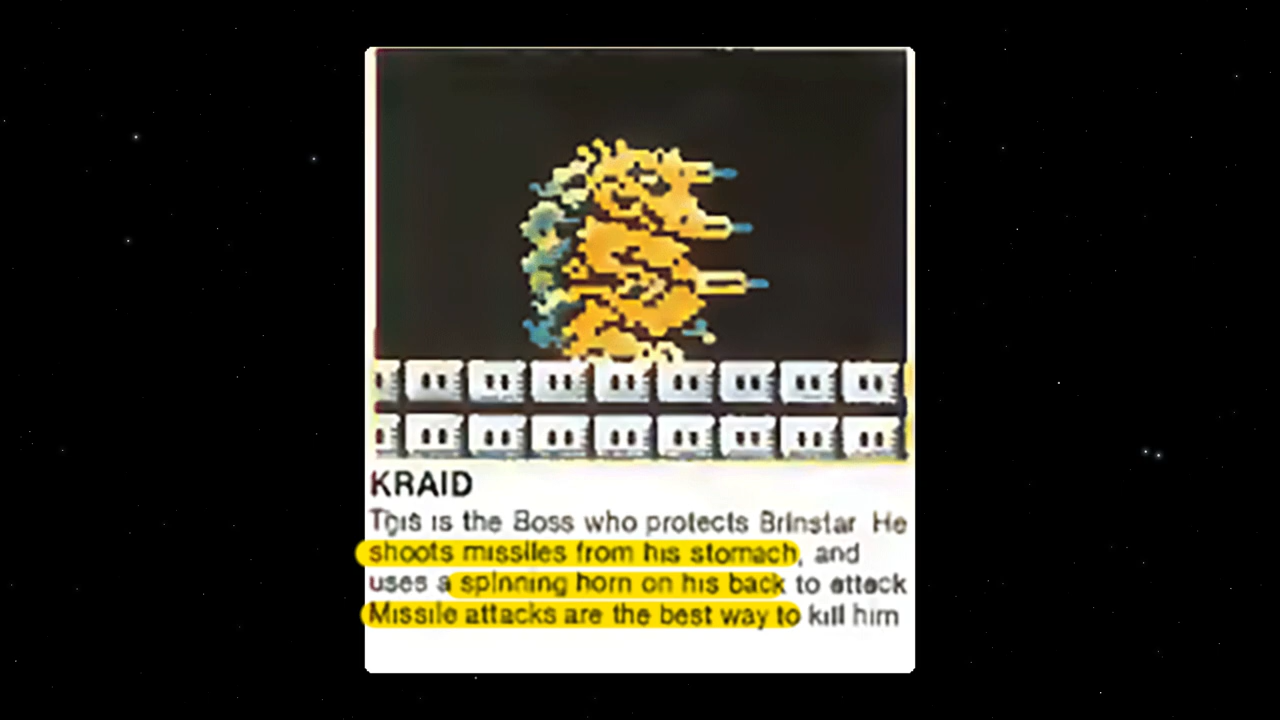 KRAID
This is the Boss who protects Brinstar He
shoots missiles from his stomach, and
uses a spinning horn on his back to attack
Missile attacks are the best way to kill him